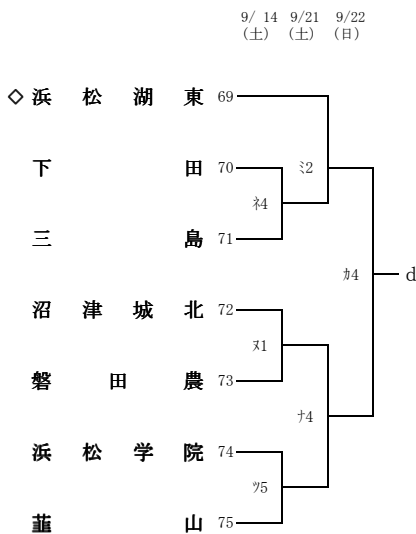 9/ 14 9/21 9/22
(土) (土) (日)
◇ 浜松湖東 69
下田 70 ﾐ2
ﾈ4
三島 71
ｶ4 d
沼津城北 72
ﾇ1
磐田農 73
ﾅ4
浜松学院 74
ﾂ5
韮山 75